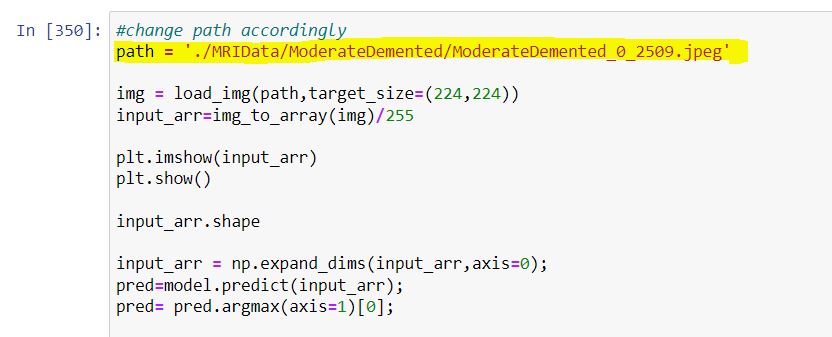 In [350]: #change path accordingly
path = './MRIData/ModerateDemented/ModerateDemented_0_2509.jpeg'
img = load_img(path,target_size=(224,224))
input_arr=img_to_array(img)/255
plt.imshow(input_arr)
plt.show()
input_arr.shape
input_arr = np.expand_dims(input_arr,axis=0);
pred=model.predict(input_arr);
pred= pred.argmax(axis=1)[0];